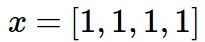 x = [1, 1, 1, 1]